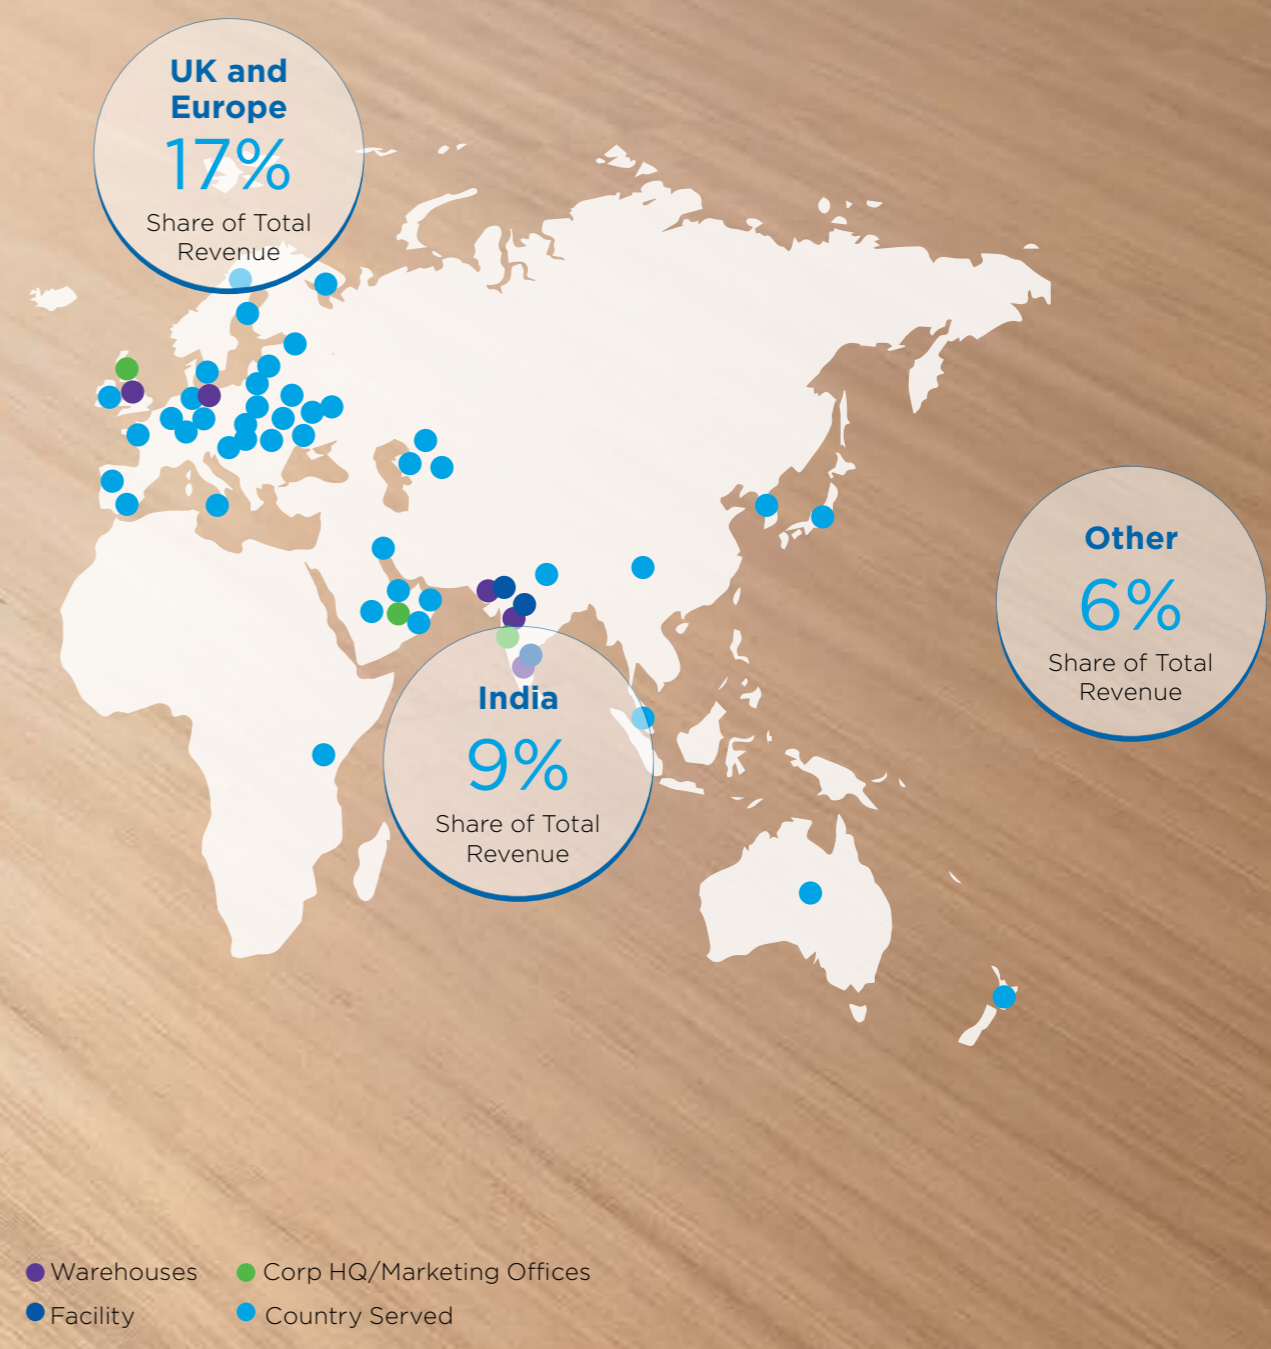 UK and
Europe
17%
Share of Total
Revenue
Other
6%
Share of Total
Revenue
India
9%
Share of Total
Revenue
Warehouses
Corp HQ/Marketing Offices
Facility
Country Served